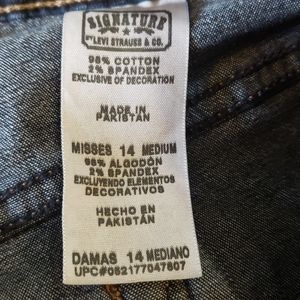 SIGNATURE
BY LEVI STRAUSS & CO.
98% COTTON
2% SPANDEX
EXCLUSIVE OF DECORATION
MADE IN
PAKISTAN
MISSES 14 MEDIUM
98% ALGODÓN
2% SPANDEX
EXCLUYENDO ELEMENTOS
DECORATIVOS
HECHO EN
PAKISTÁN
DAMAS 14 MEDIANO
UPC#052177047807